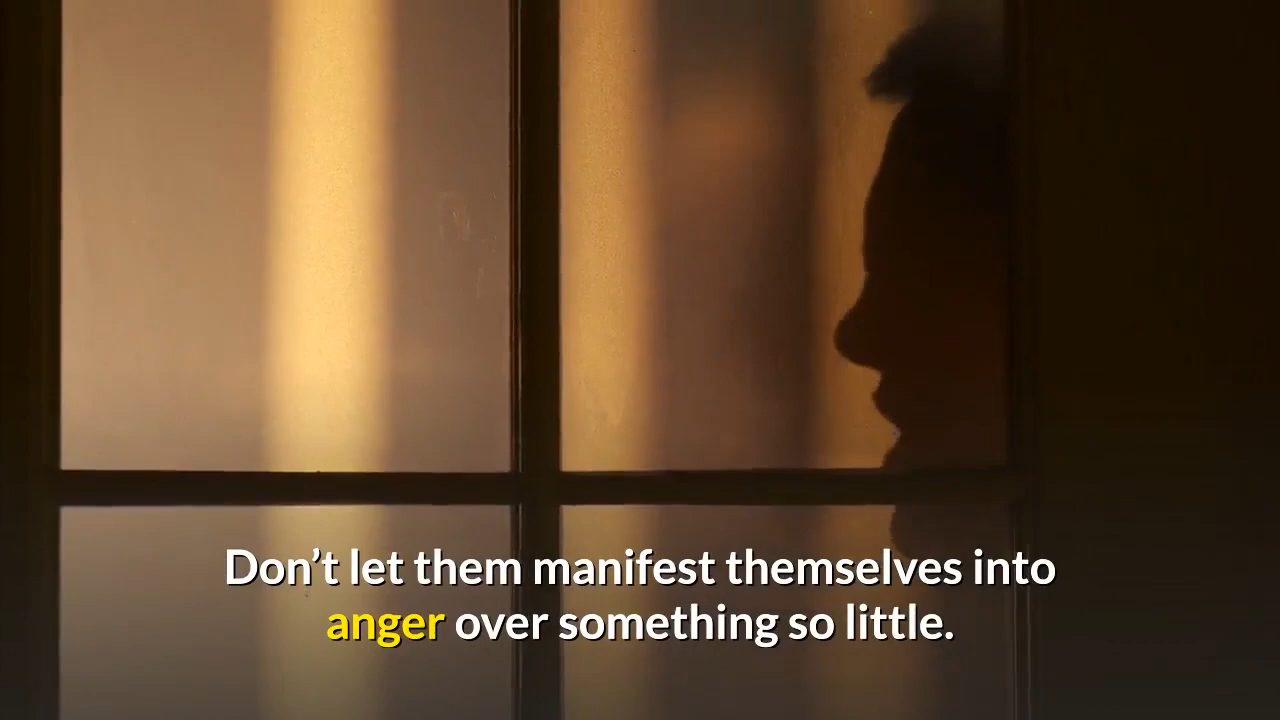 Don’t let them manifest themselves into
anger over something so little.